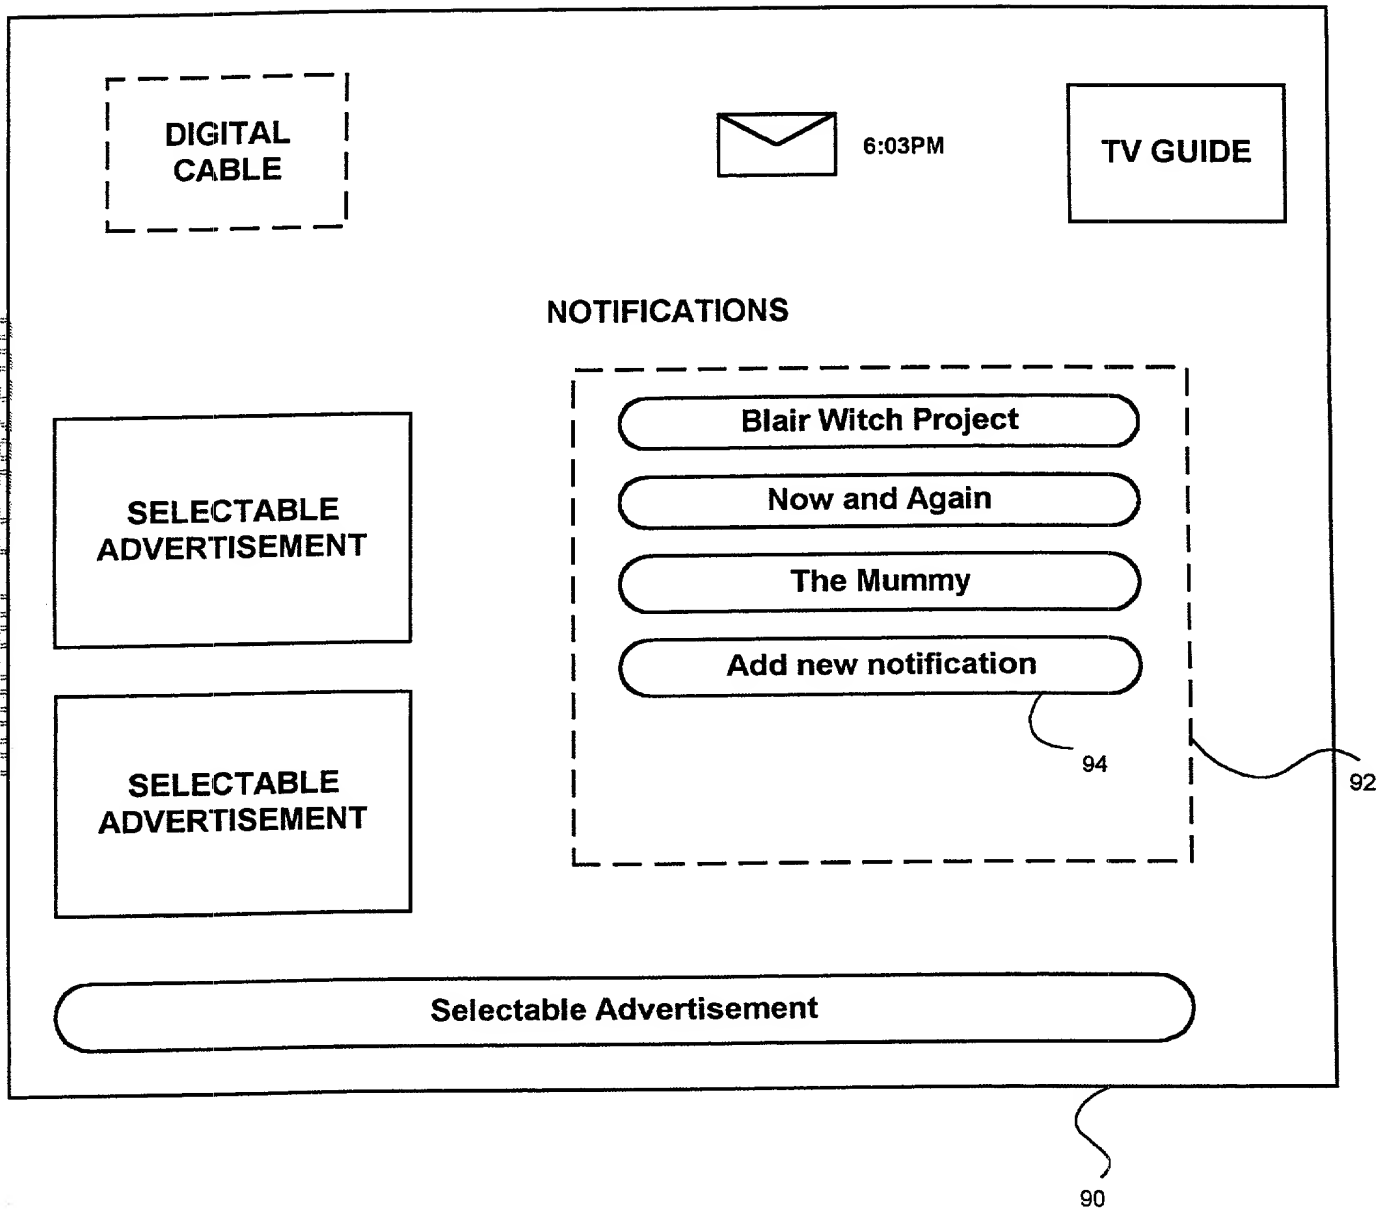 DIGITAL
CABLE
6:03PM
TV GUIDE
NOTIFICATIONS
SELECTABLE
ADVERTISEMENT
SELECTABLE
ADVERTISEMENT
Blair Witch Project
Now and Again
The Mummy
Add new notification
94
92
Selectable Advertisement
90